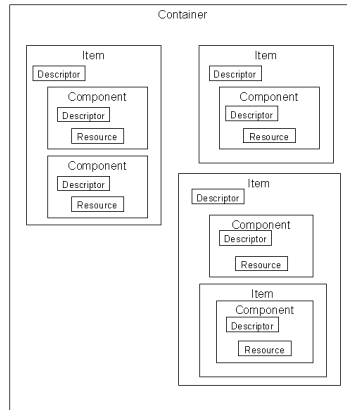 Container
Item
Descriptor
Component
Descriptor
Resource
Component
Descriptor
Resource
Item
Descriptor
Component
Descriptor
Resource
Item
Descriptor
Component
Descriptor
Resource
Item
Component
Descriptor
Resource